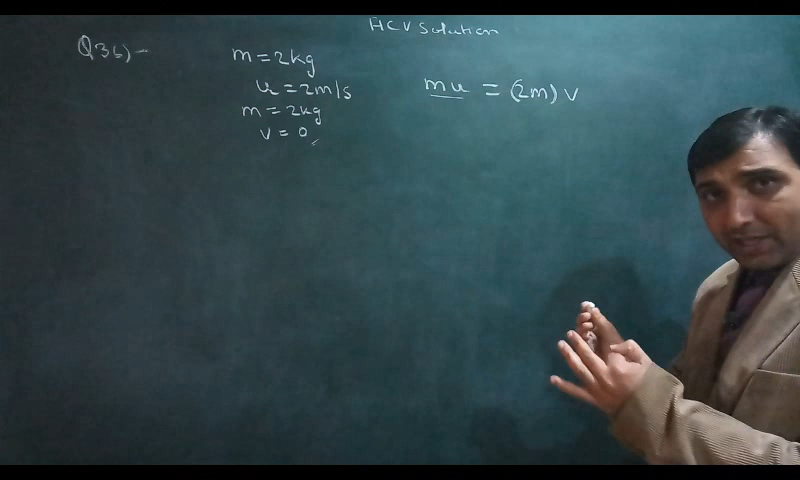 HCV Solution
Q36)-
m = 2kg
u = 2m/s
m = 2kg
v = 0
mu = (2m) v